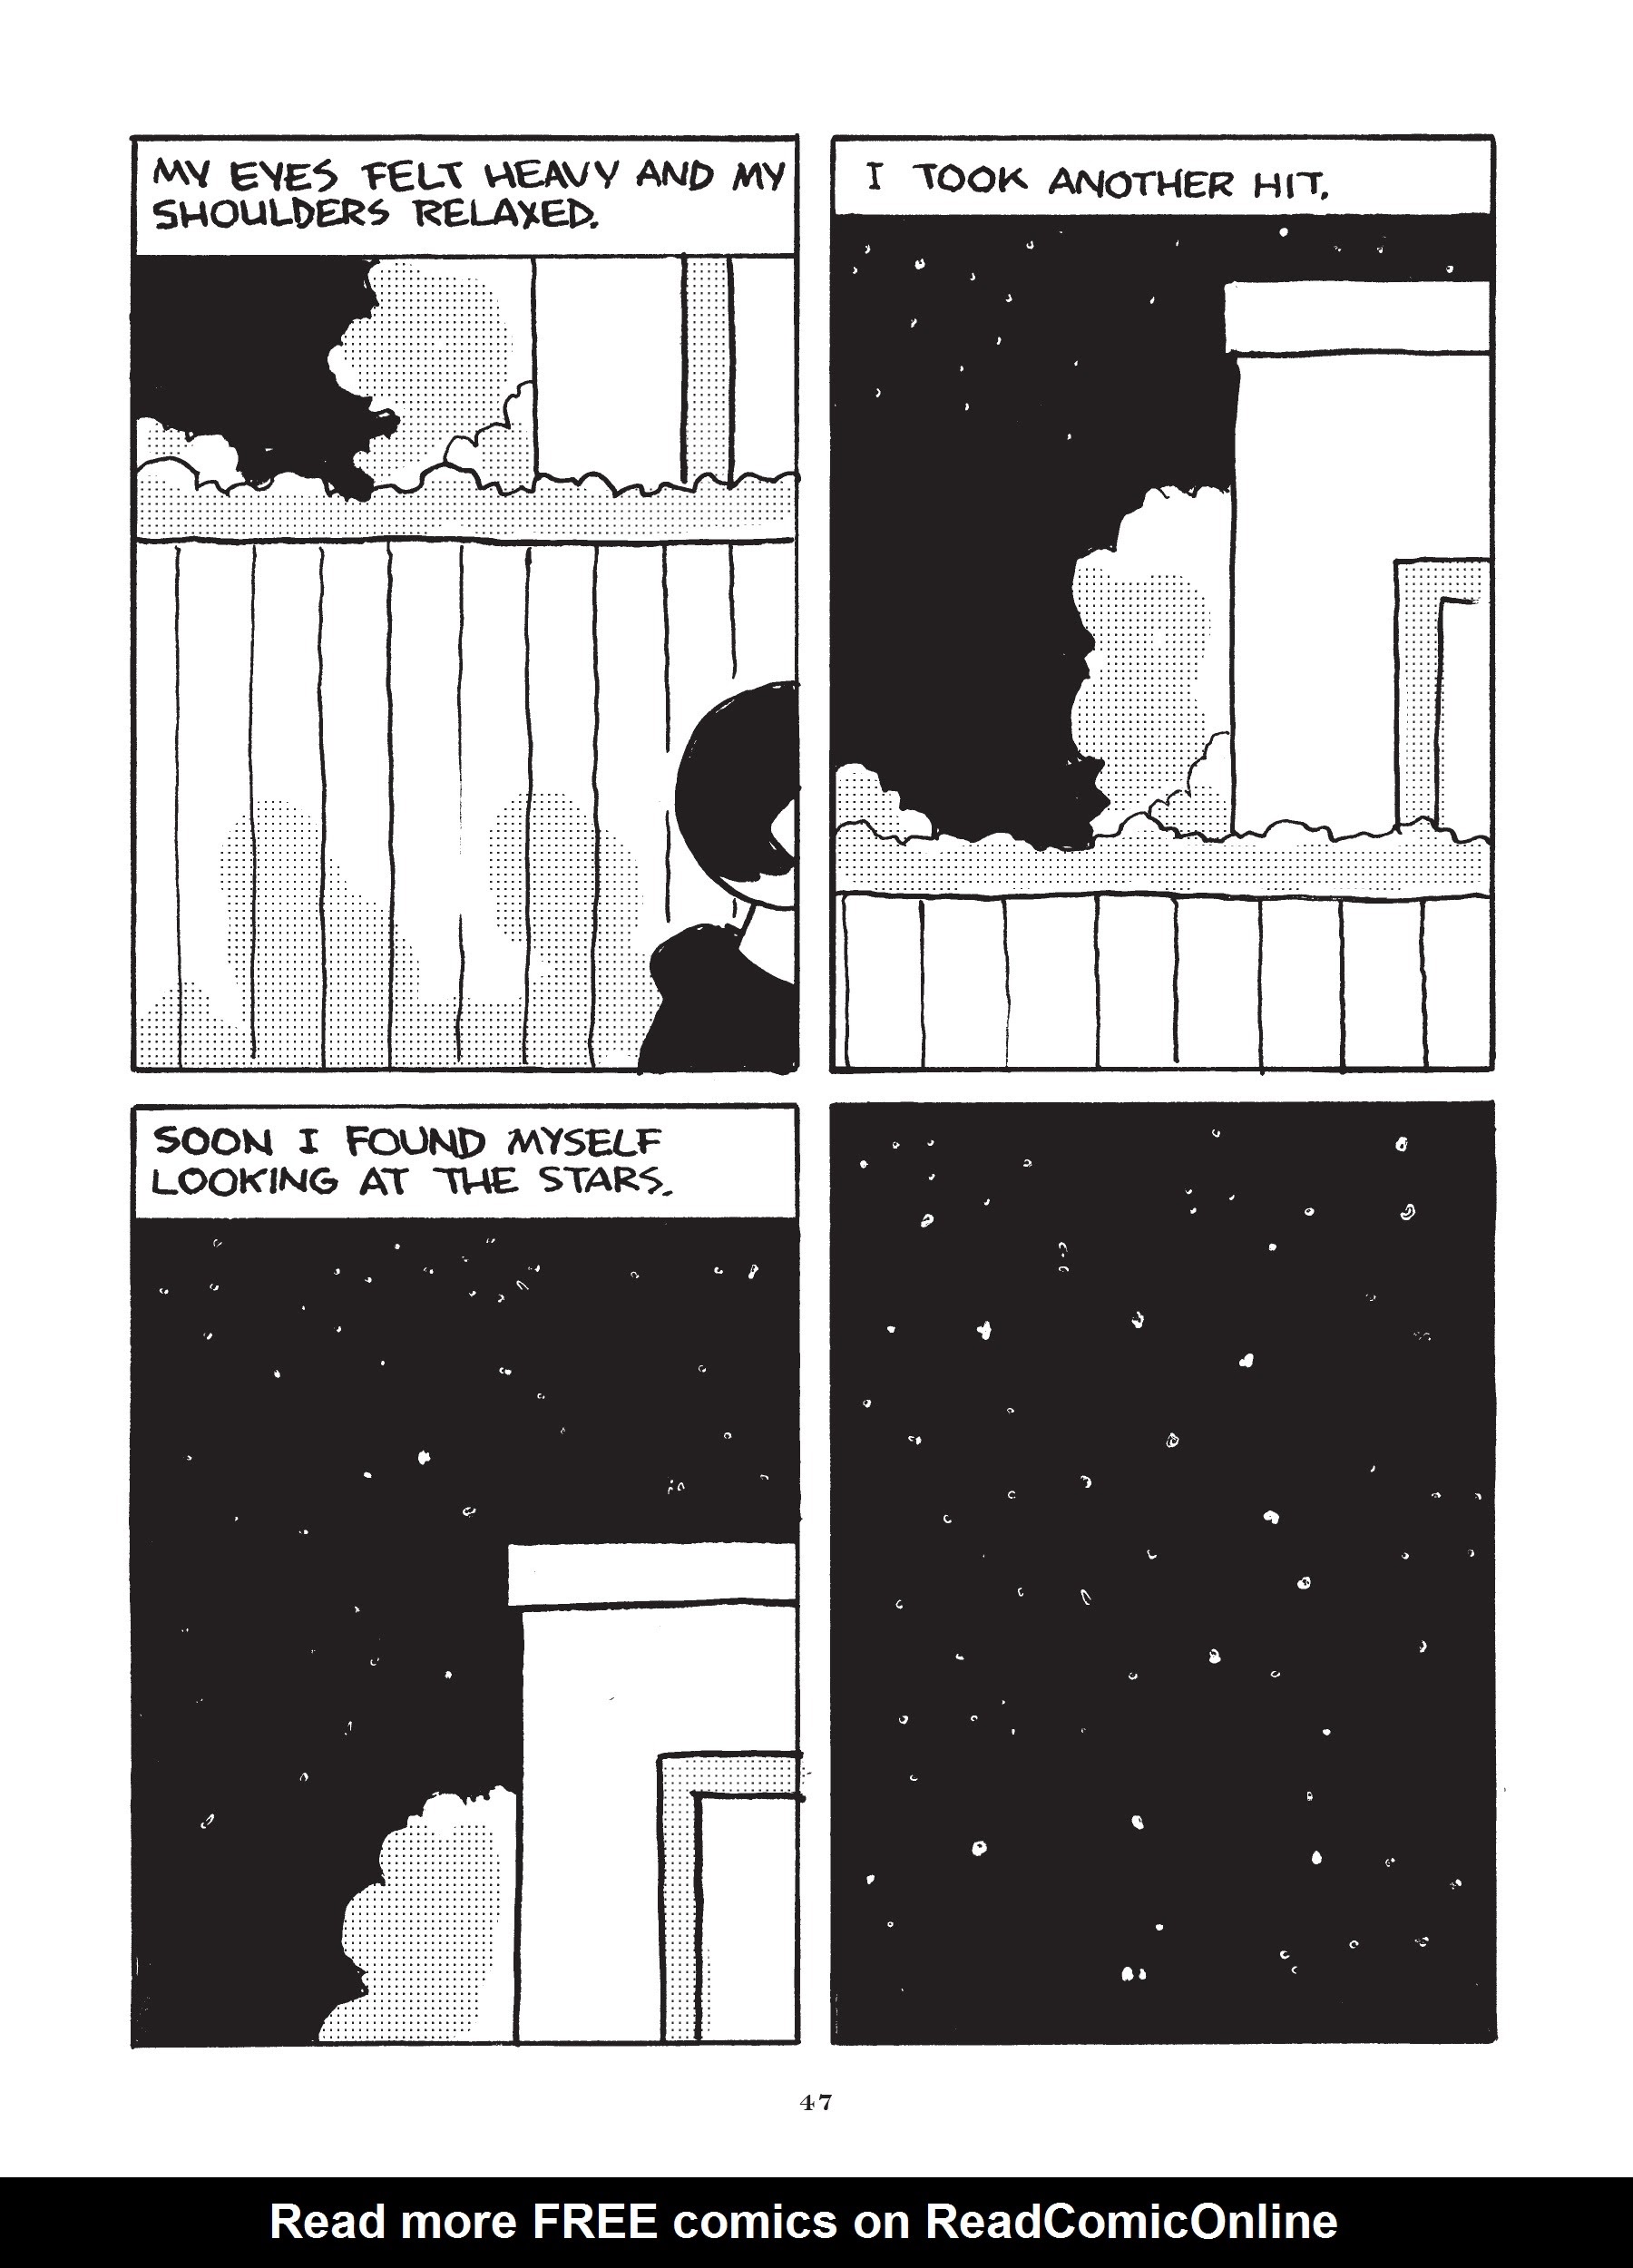 MY EYES FELT HEAVY AND MY
SHOULDERS RELAXED.
I TOOK ANOTHER HIT.
SOON I FOUND MYSELF
LOOKING AT THE STARS.
47
Read more FREE comics on ReadComicOnline